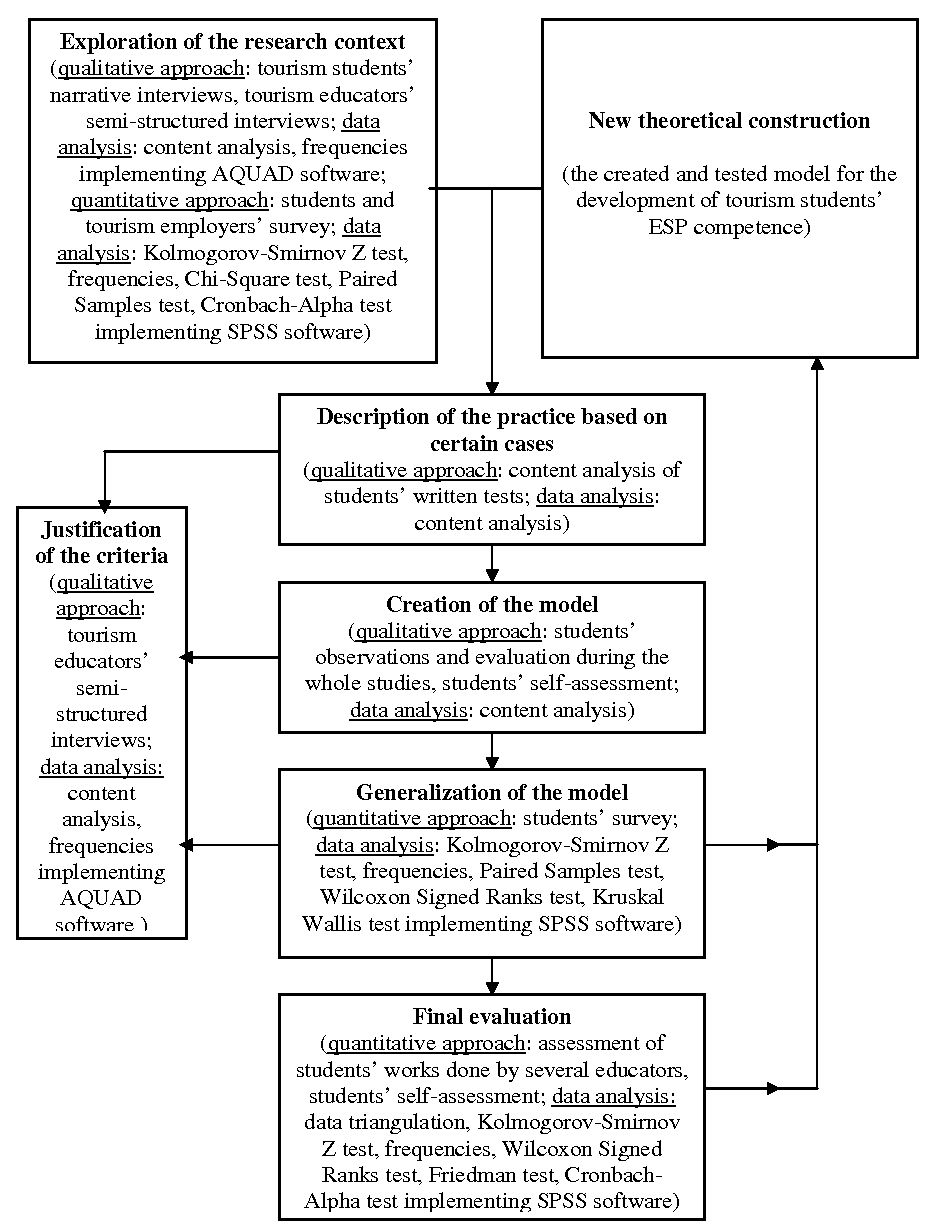 Exploration of the research context
(qualitative approach: tourism students’
narrative interviews, tourism educators’
semi-structured interviews; data
analysis: content analysis, frequencies
implementing AQUAD software;
quantitative approach: students and
tourism employers’ survey; data
analysis: Kolmogorov-Smirnov Z test,
frequencies, Chi-Square test, Paired
Samples test, Cronbach-Alpha test
implementing SPSS software)
New theoretical construction
(the created and tested model for the
development of tourism students’
ESP competence)
Description of the practice based on
certain cases
(qualitative approach: content analysis of
students’ written tests; data analysis:
content analysis)
Justification
of the criteria
(qualitative
approach:
tourism
educators’
semi-
structured
interviews;
data analysis:
content
analysis,
frequencies
implementing
AQUAD
software )
Creation of the model
(qualitative approach: students’
observations and evaluation during the
whole studies, students’ self-assessment;
data analysis: content analysis)
Generalization of the model
(quantitative approach: students’ survey;
data analysis: Kolmogorov-Smirnov Z
test, frequencies, Paired Samples test,
Wilcoxon Signed Ranks test, Kruskal
Wallis test implementing SPSS software)
Final evaluation
(quantitative approach: assessment of
students’ works done by several educators,
students’ self-assessment; data analysis:
data triangulation, Kolmogorov-Smirnov
Z test, frequencies, Wilcoxon Signed
Ranks test, Friedman test, Cronbach-
Alpha test implementing SPSS software)